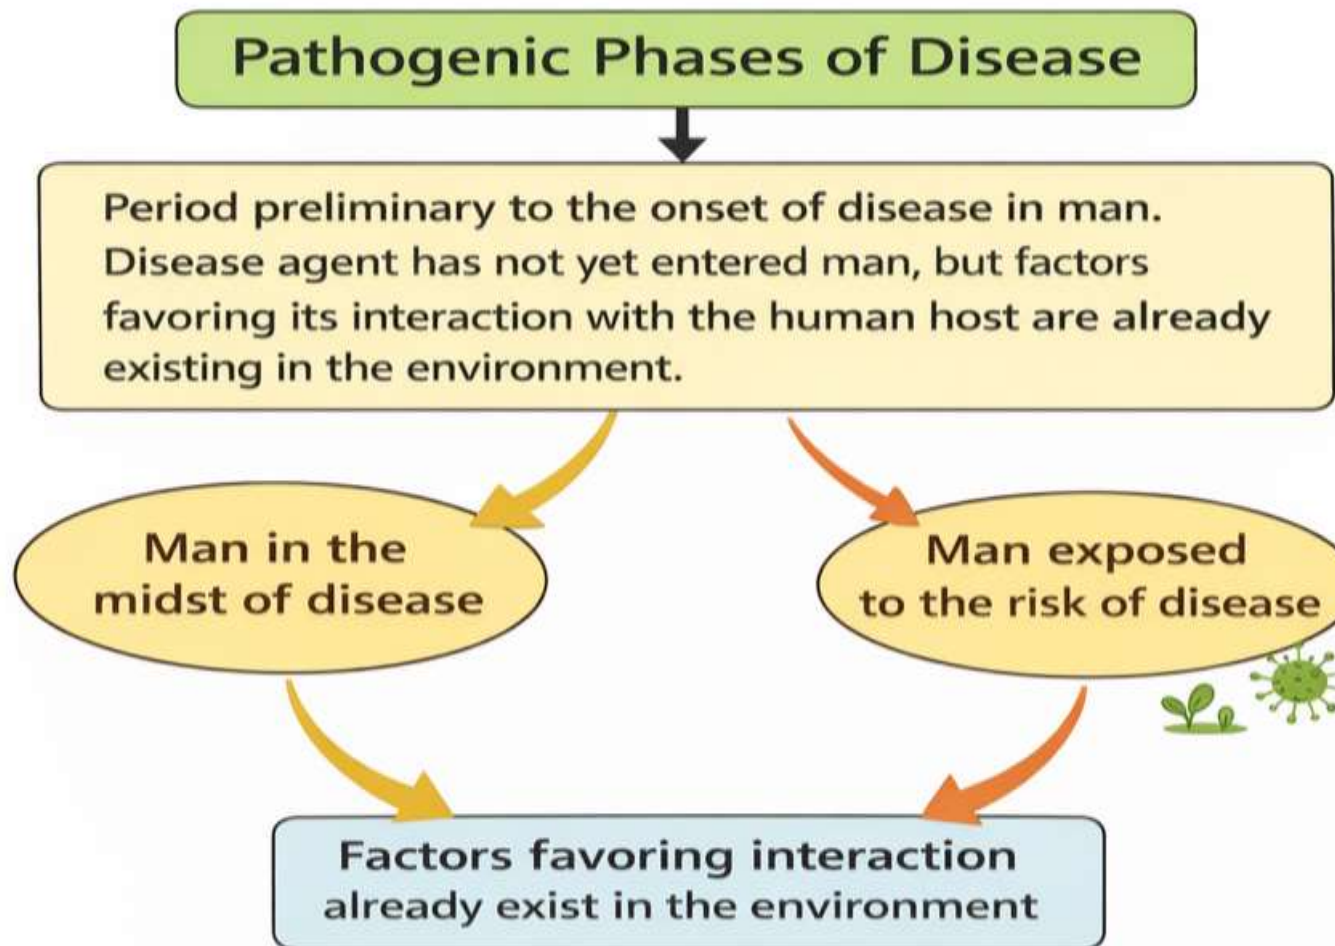 Pathogenic Phases of Disease
Period preliminary to the onset of disease in man.
Disease agent has not yet entered man, but factors
favoring its interaction with the human host are already
existing in the environment.
Man in the
midst of disease
Man exposed
to the risk of disease
Factors favoring interaction
already exist in the environment